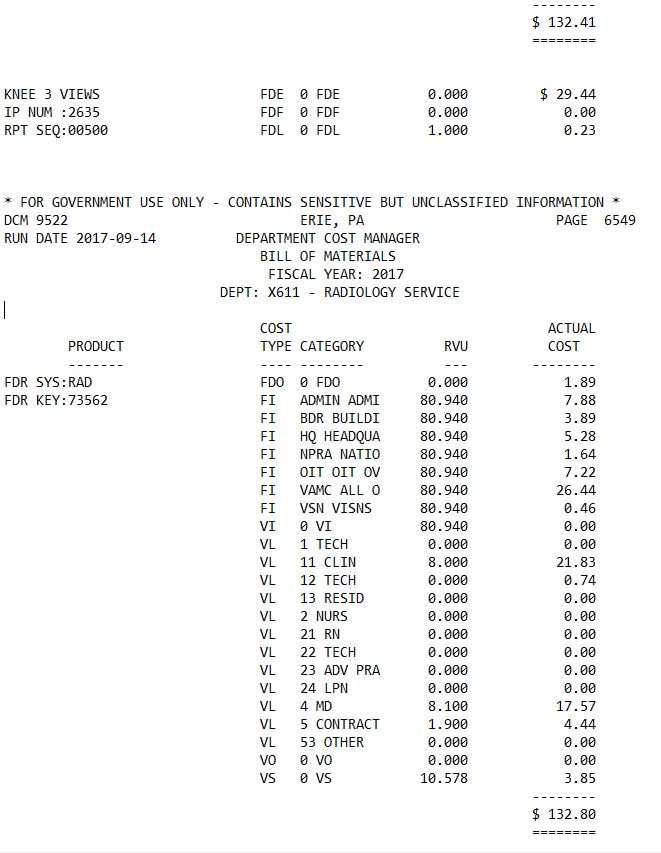 --------
$ 132.41
========
KNEE 3 VIEWS FDE 0 FDE 0.000 $ 29.44
IP NUM :2635 FDF 0 FDF 0.000 0.00
RPT SEQ:00500 FDL 0 FDL 1.000 0.23
* FOR GOVERNMENT USE ONLY - CONTAINS SENSITIVE BUT UNCLASSIFIED INFORMATION *
DCM 9522 ERIE, PA PAGE 6549
RUN DATE 2017-09-14 DEPARTMENT COST MANAGER
BILL OF MATERIALS
FISCAL YEAR: 2017
DEPT: X611 - RADIOLOGY SERVICE
COST ACTUAL
PRODUCT TYPE CATEGORY RVU COST
------- ---- -------- --- --------
FDR SYS:RAD FDO 0 FDO 0.000 1.89
FDR KEY:73562 FI ADMIN ADMI 80.940 7.88
FI BDR BUILDI 80.940 3.89
FI HQ HEADQUA 80.940 5.28
FI NPRA NATIO 80.940 1.64
FI OIT OIT OV 80.940 7.22
FI VAMC ALL O 80.940 26.44
FI VSN VISNS 80.940 0.46
VI 0 VI 80.940 0.00
VL 1 TECH 0.000 0.00
VL 11 CLIN 8.000 21.83
VL 12 TECH 0.000 0.74
VL 13 RESID 0.000 0.00
VL 2 NURS 0.000 0.00
VL 21 RN 0.000 0.00
VL 22 TECH 0.000 0.00
VL 23 ADV PRA 0.000 0.00
VL 24 LPN 0.000 0.00
VL 4 MD 8.100 17.57
VL 5 CONTRACT 1.900 4.44
VL 53 OTHER 0.000 0.00
VO 0 VO 0.000 0.00
VS 0 VS 10.578 3.85
--------
$ 132.80
========